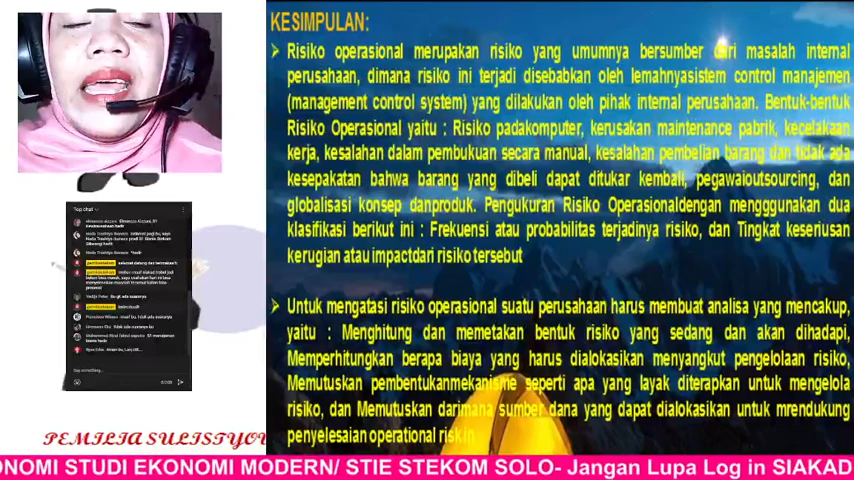 KESIMPULAN:
Risiko operasional merupakan risiko yang umumnya bersumber dari masalah internal
perusahaan, dimana risiko ini terjadi disebabkan oleh lemahnyasistem control manajemen
(management control system) yang dilakukan oleh pihak internal perusahaan. Bentuk-bentuk
Risiko Operasional yaitu : Risiko padakomputer, kerusakan maintenance pabrik, kecelakaan
kerja, kesalahan dalam pembukuan secara manual, kesalahan pembelian barang dan tidak ada
kesepakatan bahwa barang yang dibeli dapat ditukar kembali, pegawaioutsourcing, dan
globalisasi konsep danproduk. Pengukuran Risiko Operasionaldengan mengggunakan dua
klasifikasi berikut ini : Frekuensi atau probabilitas terjadinya risiko, dan Tingkat keseriusan
kerugian atau impactdari risiko tersebut
Untuk mengatasi risiko operasional suatu perusahaan harus membuat analisa yang mencakup,
yaitu : Menghitung dan memetakan bentuk risiko yang sedang dan akan dihadapi,
Memperhitungkan berapa biaya yang harus dialokasikan menyangkut pengelolaan risiko,
Memutuskan pembentukanmekanisme seperti apa yang layak diterapkan untuk mengelola
risiko, dan Memutuskan darimana sumber dana yang dapat dialokasikan untuk mrendukung
penyelesaian operational riskin
Top chat
PEMILIA SULISTYOW
ONOMI STUDI EKONOMI MODERN/ STIE STEKOM SOLO- Jangan Lupa Log in SIAKAD